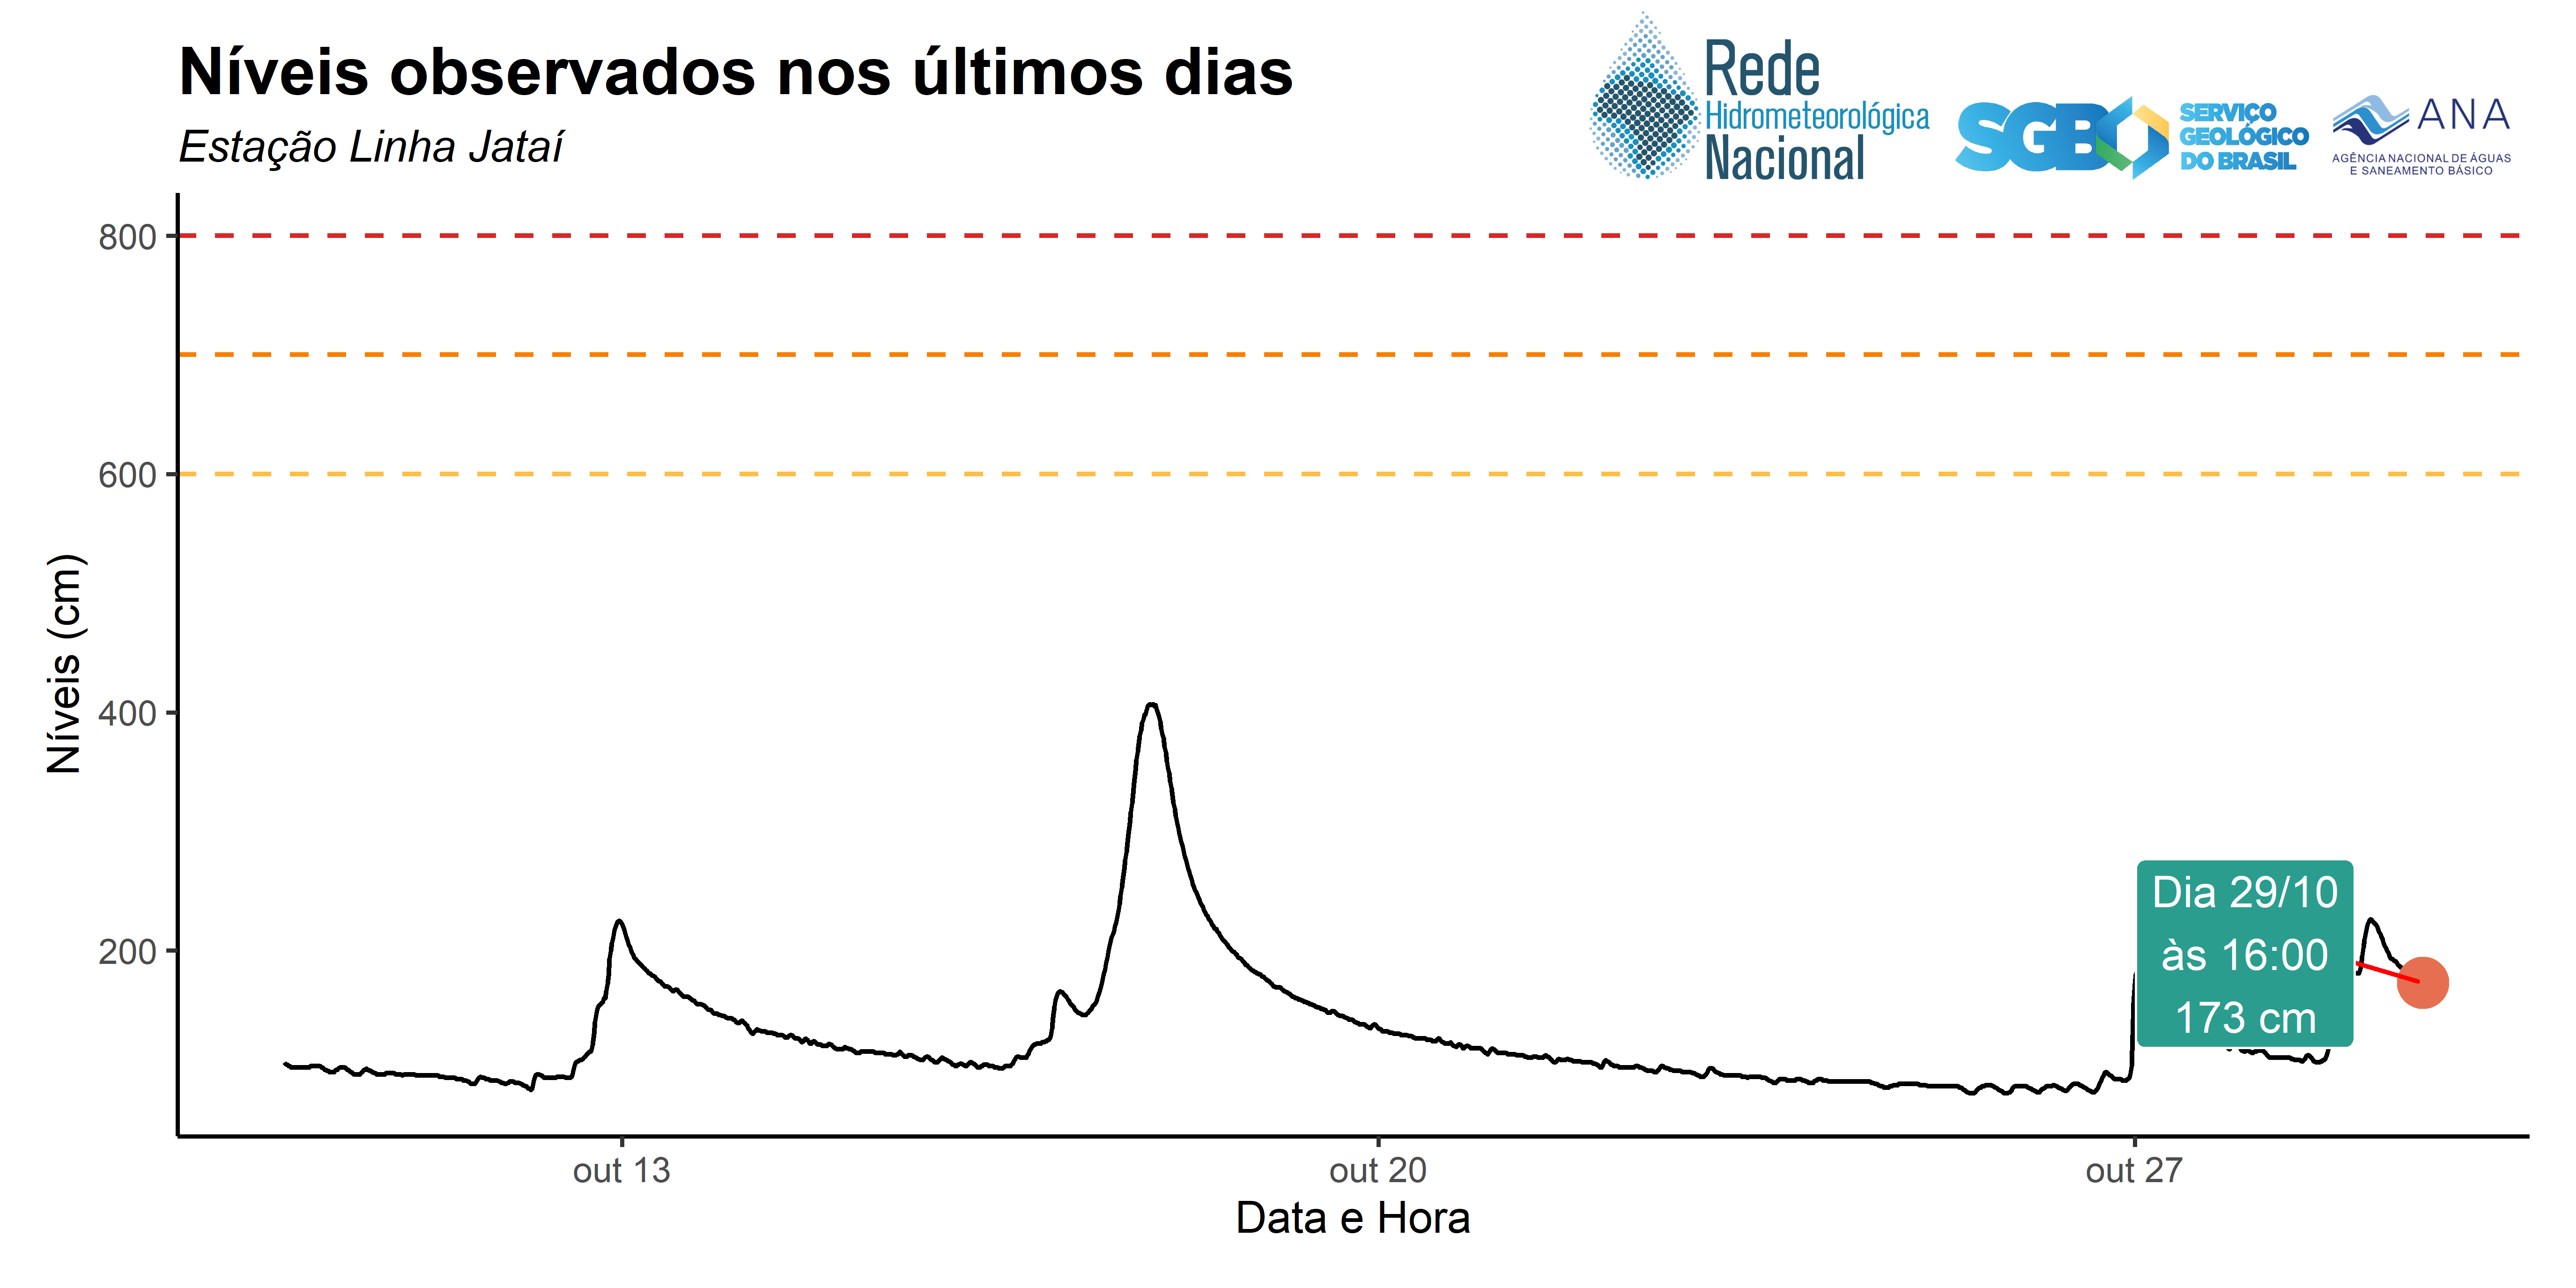 Níveis observados nos últimos dias
Estação Linha Jataí
Rede
Hidrometeorológica
Nacional
SGB
SERVIÇO
GEOLÓGICO
DO BRASIL
ANA
AGÊNCIA NACIONAL DE ÁGUAS
E SANEAMENTO BÁSICO
800
600
400
200
Níveis (cm)
Dia 29/10
às 16:00
173 cm
out 13
out 20
out 27
Data e Hora